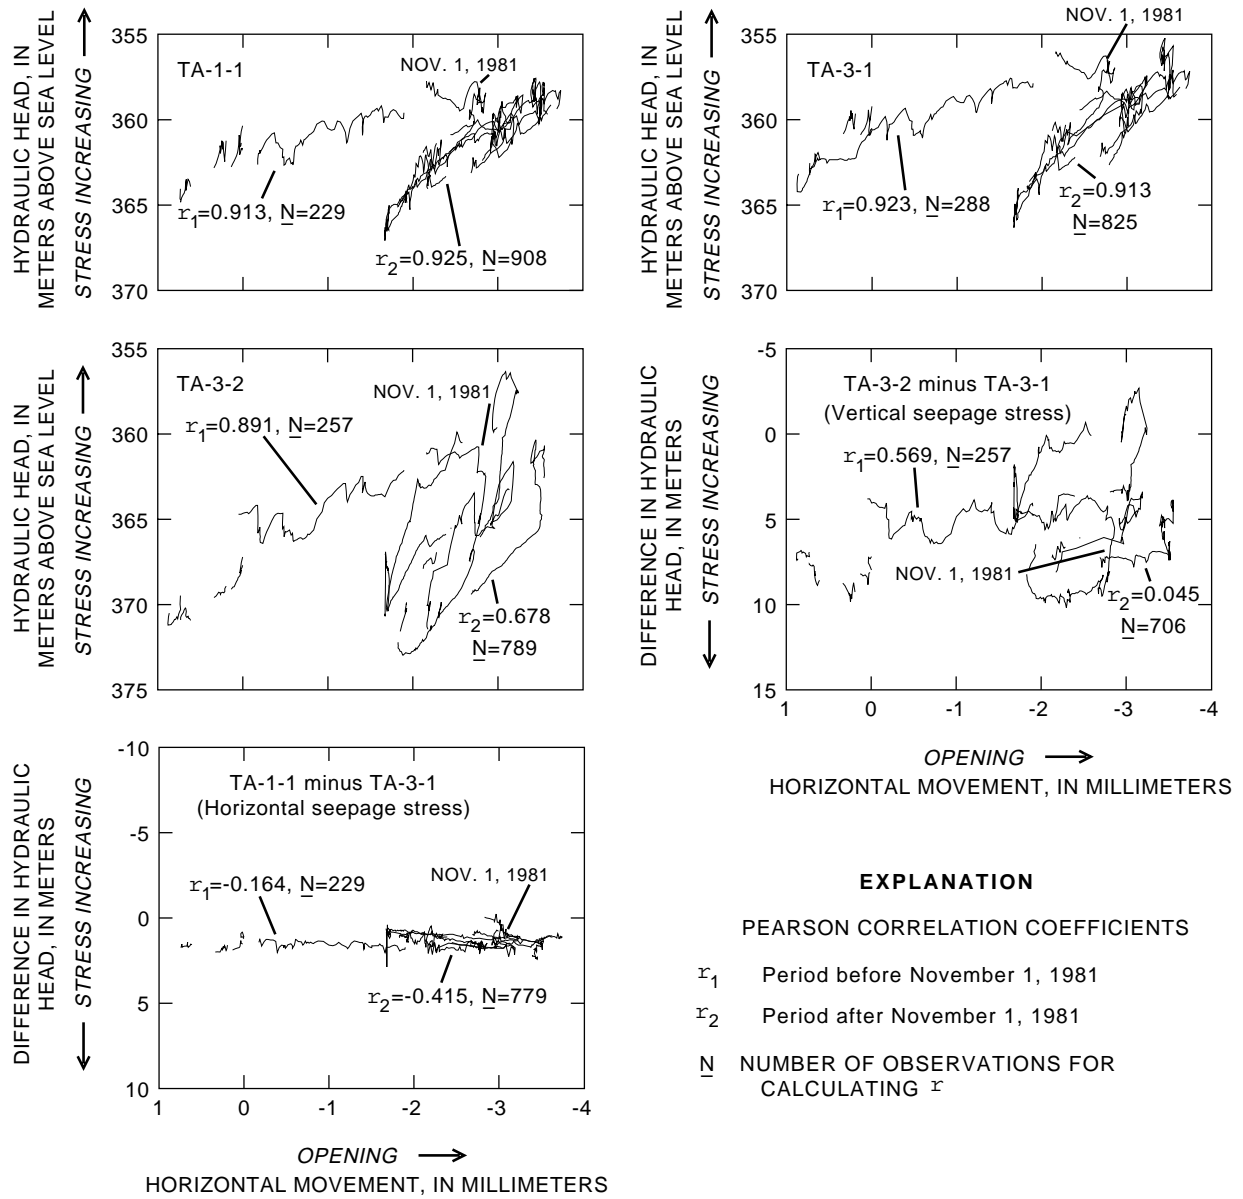 HYDRAULIC HEAD, IN
METERS ABOVE SEA LEVEL
STRESS INCREASING
355
360
365
370
TA-1-1
NOV. 1, 1981
r1=0.913, N=229
r2=0.925, N=908
HYDRAULIC HEAD, IN
METERS ABOVE SEA LEVEL
STRESS INCREASING
355
360
365
370
TA-3-1
NOV. 1, 1981
r1=0.923, N=288
r2=0.913
N=825
HYDRAULIC HEAD, IN
METERS ABOVE SEA LEVEL
STRESS INCREASING
355
360
365
370
375
TA-3-2
NOV. 1, 1981
r1=0.891, N=257
r2=0.678
N=789
DIFFERENCE IN HYDRAULIC
HEAD, IN METERS
STRESS INCREASING
-5
0
5
10
15
TA-3-2 minus TA-3-1
(Vertical seepage stress)
r1=0.569, N=257
NOV. 1, 1981
r2=0.045
N=706
1 0 -1 -2 -3 -4
OPENING
HORIZONTAL MOVEMENT, IN MILLIMETERS
DIFFERENCE IN HYDRAULIC
HEAD, IN METERS
STRESS INCREASING
-10
-5
0
5
10
TA-1-1 minus TA-3-1
(Horizontal seepage stress)
r1=-0.164, N=229
NOV. 1, 1981
r2=-0.415, N=779
1 0 -1 -2 -3 -4
OPENING
HORIZONTAL MOVEMENT, IN MILLIMETERS
EXPLANATION
PEARSON CORRELATION COEFFICIENTS
r1 Period before November 1, 1981
r2 Period after November 1, 1981
N NUMBER OF OBSERVATIONS FOR
CALCULATING r